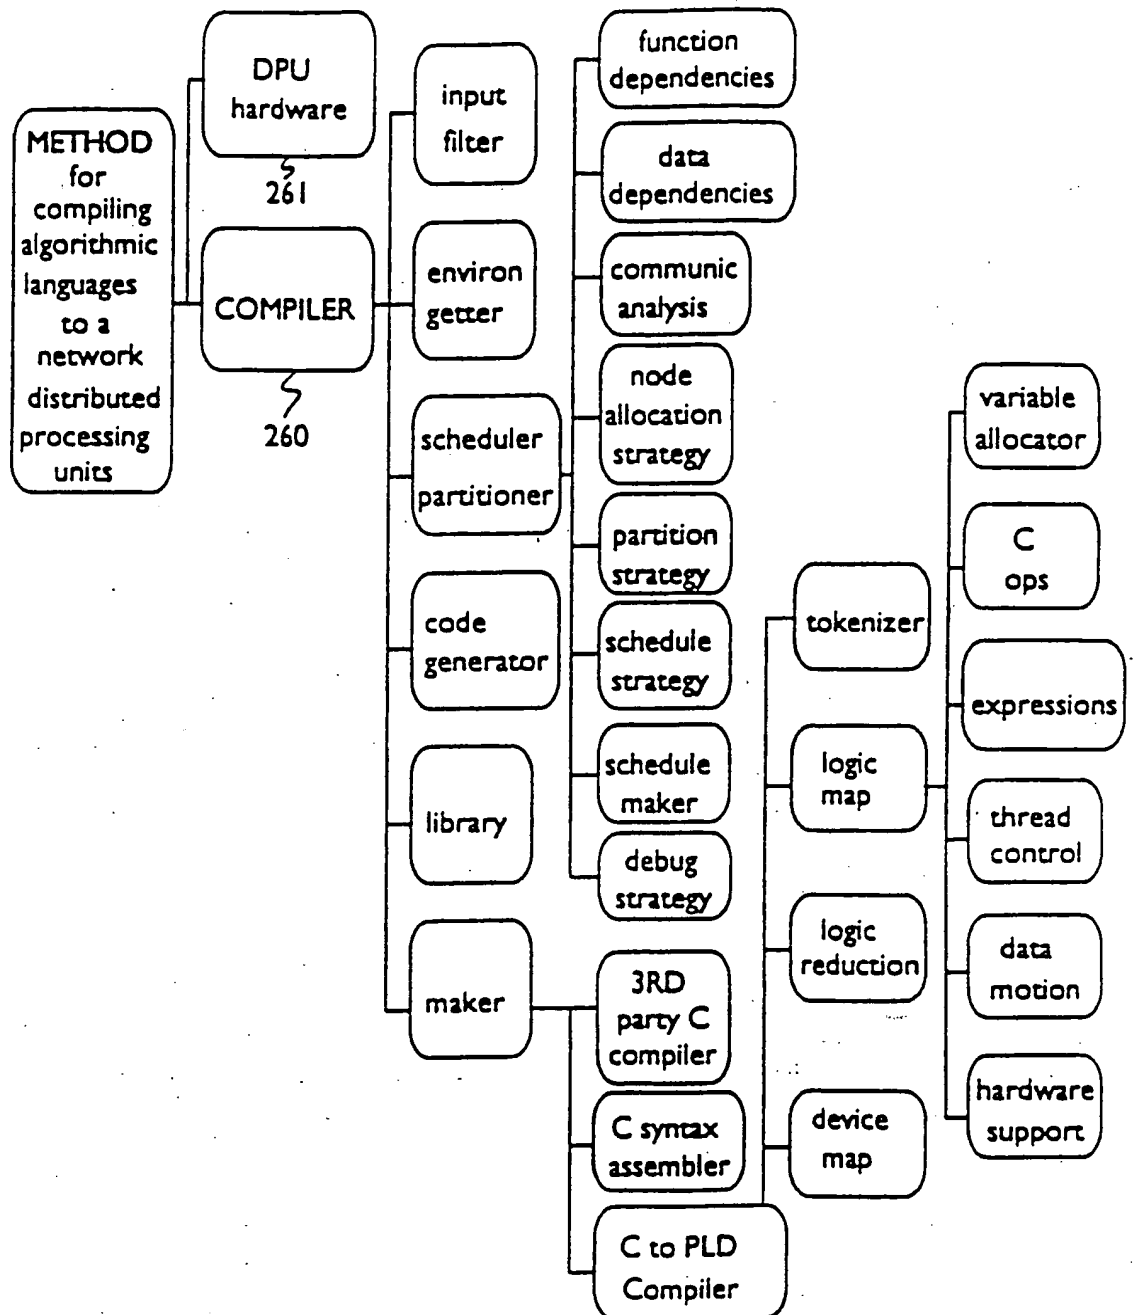 METHOD
for
compiling
algorithmic
languages
to a
network
distributed
processing
units
DPU
hardware
261
COMPILER
260
input
filter
environ
getter
scheduler
partitioner
code
generator
library
maker
function
dependencies
data
dependencies
communic
analysis
node
allocation
strategy
partition
strategy
schedule
strategy
schedule
maker
debug
strategy
3RD
party C
compiler
C syntax
assembler
C to PLD
Compiler
tokenizer
logic
map
logic
reduction
device
map
variable
allocator
C
ops
expressions
thread
control
data
motion
hardware
support